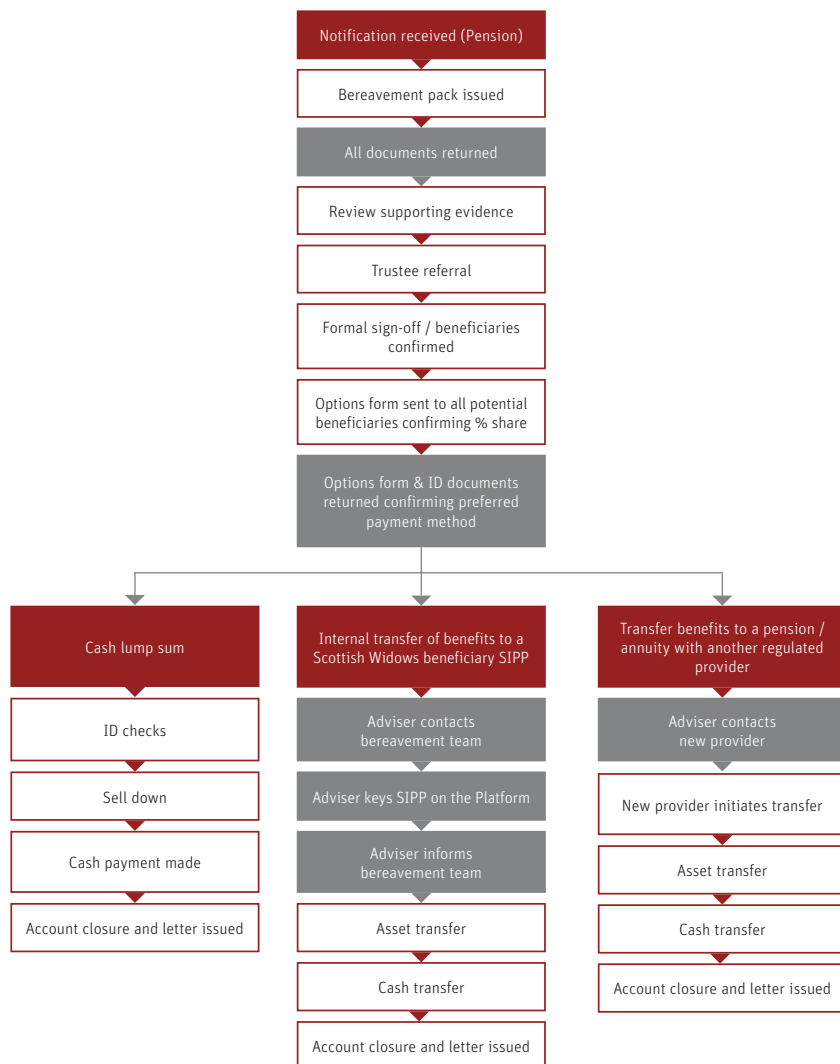 Notification received (Pension)
Bereavement pack issued
All documents returned
Review supporting evidence
Trustee referral
Formal sign-off / beneficiaries
confirmed
Options form sent to all potential
beneficiaries confirming % share
Options form & ID documents
returned confirming preferred
payment method
Cash lump sum
ID checks
Sell down
Cash payment made
Account closure and letter issued
Internal transfer of benefits to a
Scottish Widows beneficiary SIPP
Adviser contacts
bereavement team
Adviser keys SIPP on the Platform
Adviser informs
bereavement team
Asset transfer
Cash transfer
Account closure and letter issued
Transfer benefits to a pension /
annuity with another regulated
provider
Adviser contacts
new provider
New provider initiates transfer
Asset transfer
Cash transfer
Account closure and letter issued